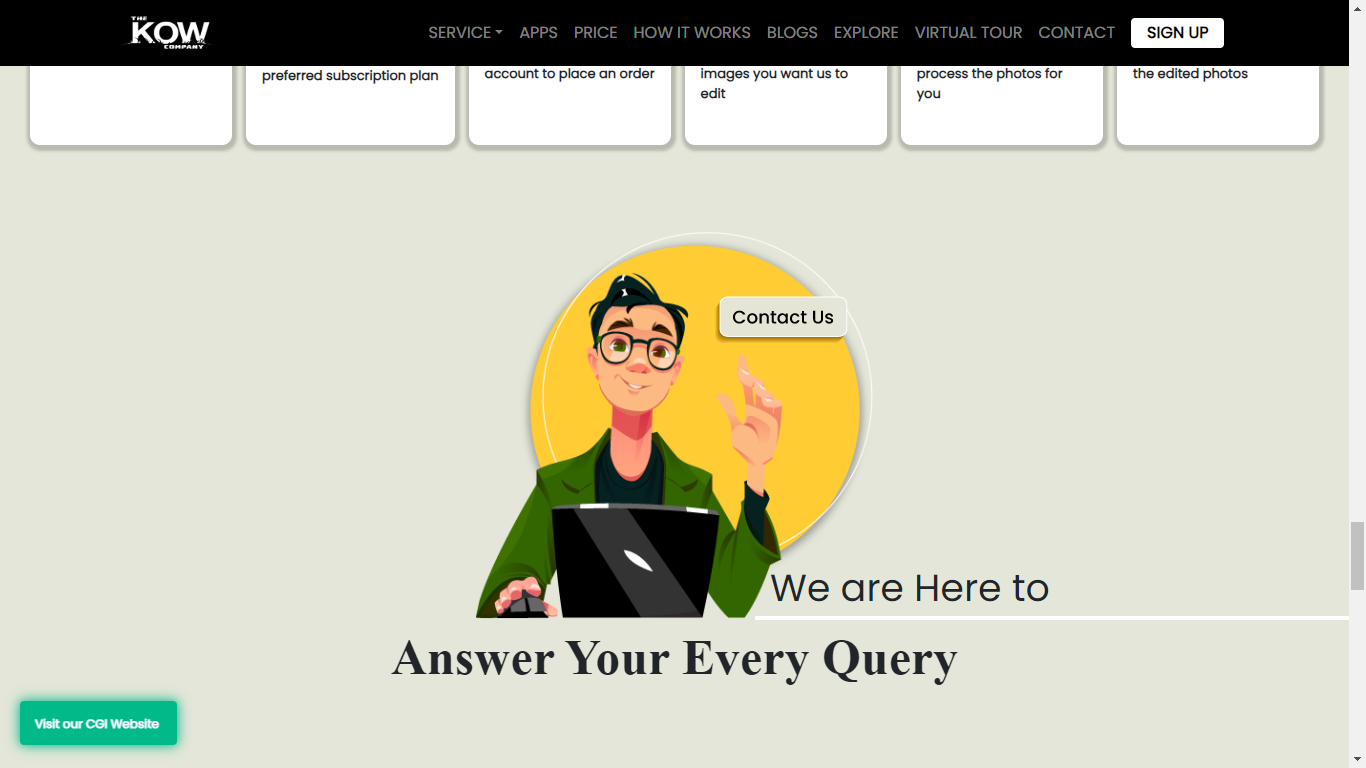 THE
KOW
COMPANY
SERVICE APPS PRICE HOW IT WORKS BLOGS EXPLORE VIRTUAL TOUR CONTACT SIGN UP
preferred subscription plan
account to place an order
images you want us to
edit
process the photos for
you
the edited photos
Contact Us
We are Here to
Answer Your Every Query
Visit our CGI Website